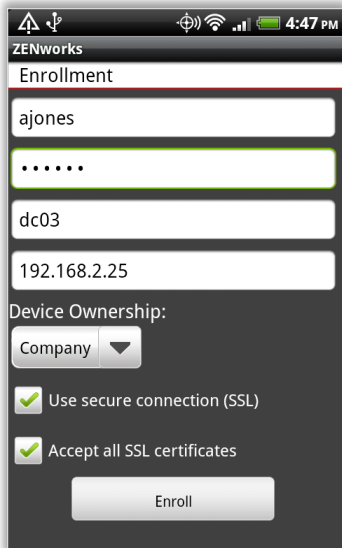 4:47 PM
ZENworks
Enrollment
ajones
••••••
dc03
192.168.2.25
Device Ownership:
Company
Use secure connection (SSL)
Accept all SSL certificates
Enroll